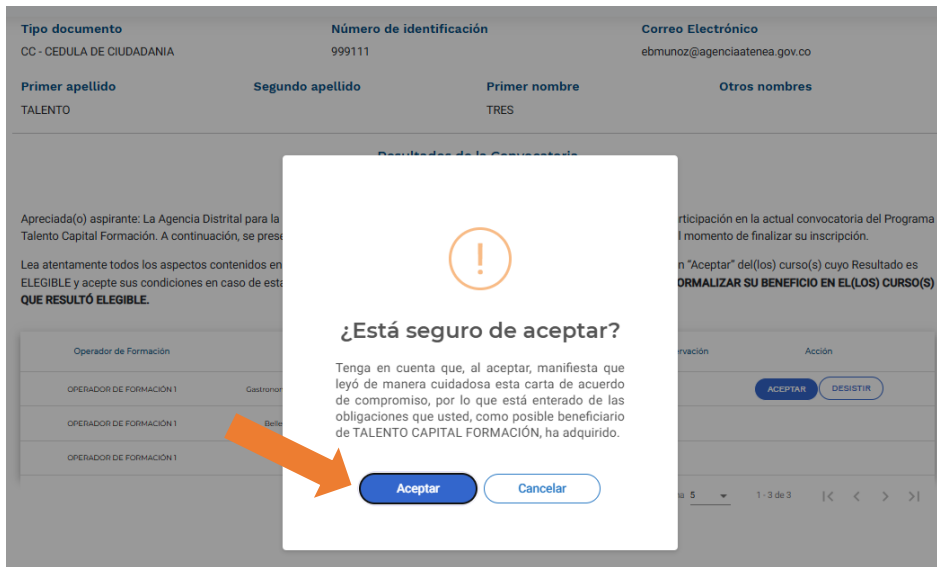 Tipo documento Número de identificación Correo Electrónico
CC - CEDULA DE CIUDADANIA 999111 ebmunoz@agenciaatenea.gov.co
Primer apellido Segundo apellido Primer nombre Otros nombres
TALENTO TRES
Apreciada(o) aspirante: La Agencia Distrital para la
rticipación en la actual convocatoria del Programa
Talento Capital Formación. A continuación, se prese
l momento de finalizar su inscripción.
Lea atentamente todos los aspectos contenidos en
n "Aceptar" del(los) curso(s) cuyo Resultado es
ELEGIBLE y acepte sus condiciones en caso de esta
ORMALIZAR SU BENEFICIO EN EL(LOS) CURSO(S)
QUE RESULTÓ ELEGIBLE.
!
¿Está seguro de aceptar?
Tenga en cuenta que, al aceptar, manifiesta que
leyó de manera cuidadosa esta carta de acuerdo
de compromiso, por lo que está enterado de las
obligaciones que usted, como posible beneficiario
de TALENTO CAPITAL FORMACIÓN, ha adquirido.
Aceptar Cancelar
Operador de Formación rvación Acción
OPERADOR DE FORMACIÓN 1 Gastronor ACEPTAR DESISTIR
OPERADOR DE FORMACIÓN 1 Belle
OPERADOR DE FORMACIÓN 1
5 1 - 3 de 3 |< < > >|